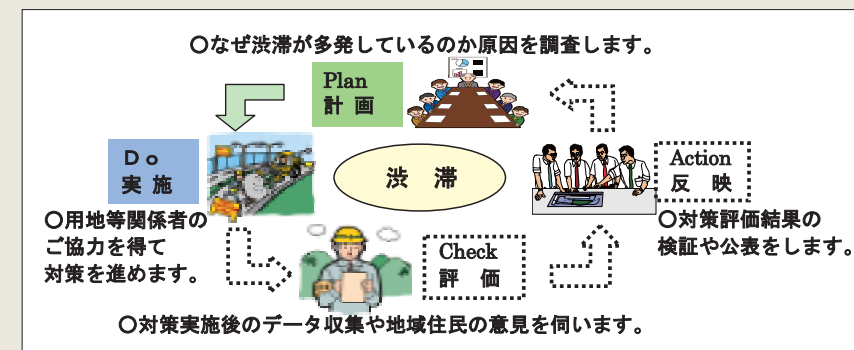 ○なぜ渋滞が多発しているのか原因を調査します。
Plan
計 画
Do
実 施
渋 滞
Action
反 映
○用地等関係者の
ご協力を得て
対策を進めます。
○対策評価結果の
検証や公表をします。
Check
評 価
○対策実施後のデータ収集や地域住民の意見を伺います。